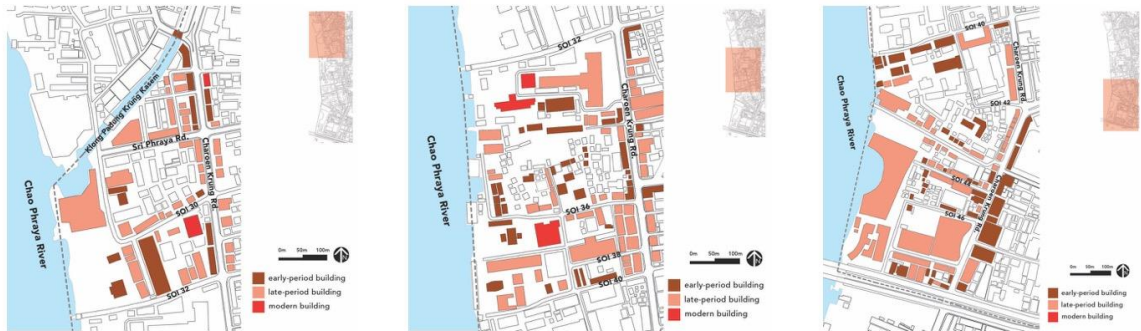 Klong Padung Krung Kasem
Sri Phraya Rd.
Charoen Krung Rd.
Chao Phraya River
SOI 30
SOI 32
0m 50m 100m
early-period building
late-period building
modern building
SOI 32
Charoen Krung Rd.
Chao Phraya River
SOI 36
SOI 38
SOI 40
0m 50m 100m
early-period building
late-period building
modern building
SOI 40
Charoen Krung Rd.
Chao Phraya River
SOI 44
SOI 46
Charoen Krung Rd.
early-period building
late-period building
modern building